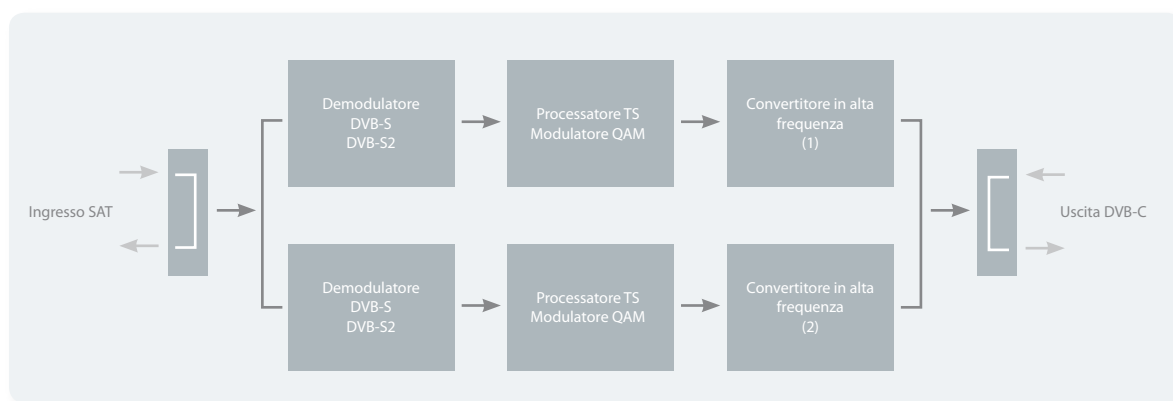 Demodulatore
DVB-S
DVB-S2
Processatore TS
Modulatore QAM
Convertitore in alta
frequenza
(1)
Ingresso SAT
Uscita DVB-C
Demodulatore
DVB-S
DVB-S2
Processatore TS
Modulatore QAM
Convertitore in alta
frequenza
(2)